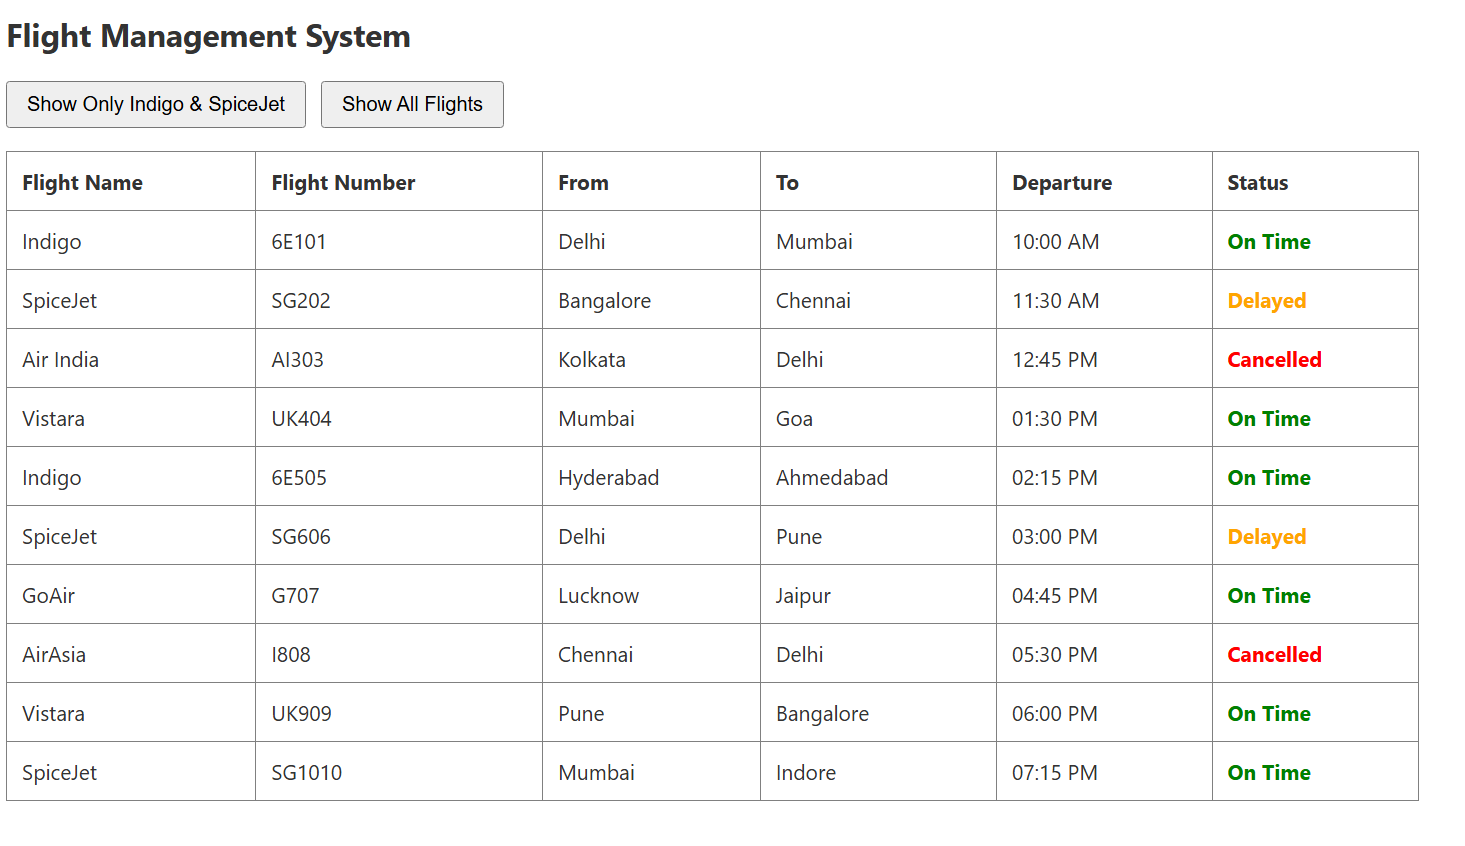 Flight Management System
Show Only Indigo & SpiceJet Show All Flights
Flight Name Flight Number From To Departure Status
Indigo 6E101 Delhi Mumbai 10:00 AM On Time
SpiceJet SG202 Bangalore Chennai 11:30 AM Delayed
Air India AI303 Kolkata Delhi 12:45 PM Cancelled
Vistara UK404 Mumbai Goa 01:30 PM On Time
Indigo 6E505 Hyderabad Ahmedabad 02:15 PM On Time
SpiceJet SG606 Delhi Pune 03:00 PM Delayed
GoAir G707 Lucknow Jaipur 04:45 PM On Time
AirAsia I808 Chennai Delhi 05:30 PM Cancelled
Vistara UK909 Pune Bangalore 06:00 PM On Time
SpiceJet SG1010 Mumbai Indore 07:15 PM On Time